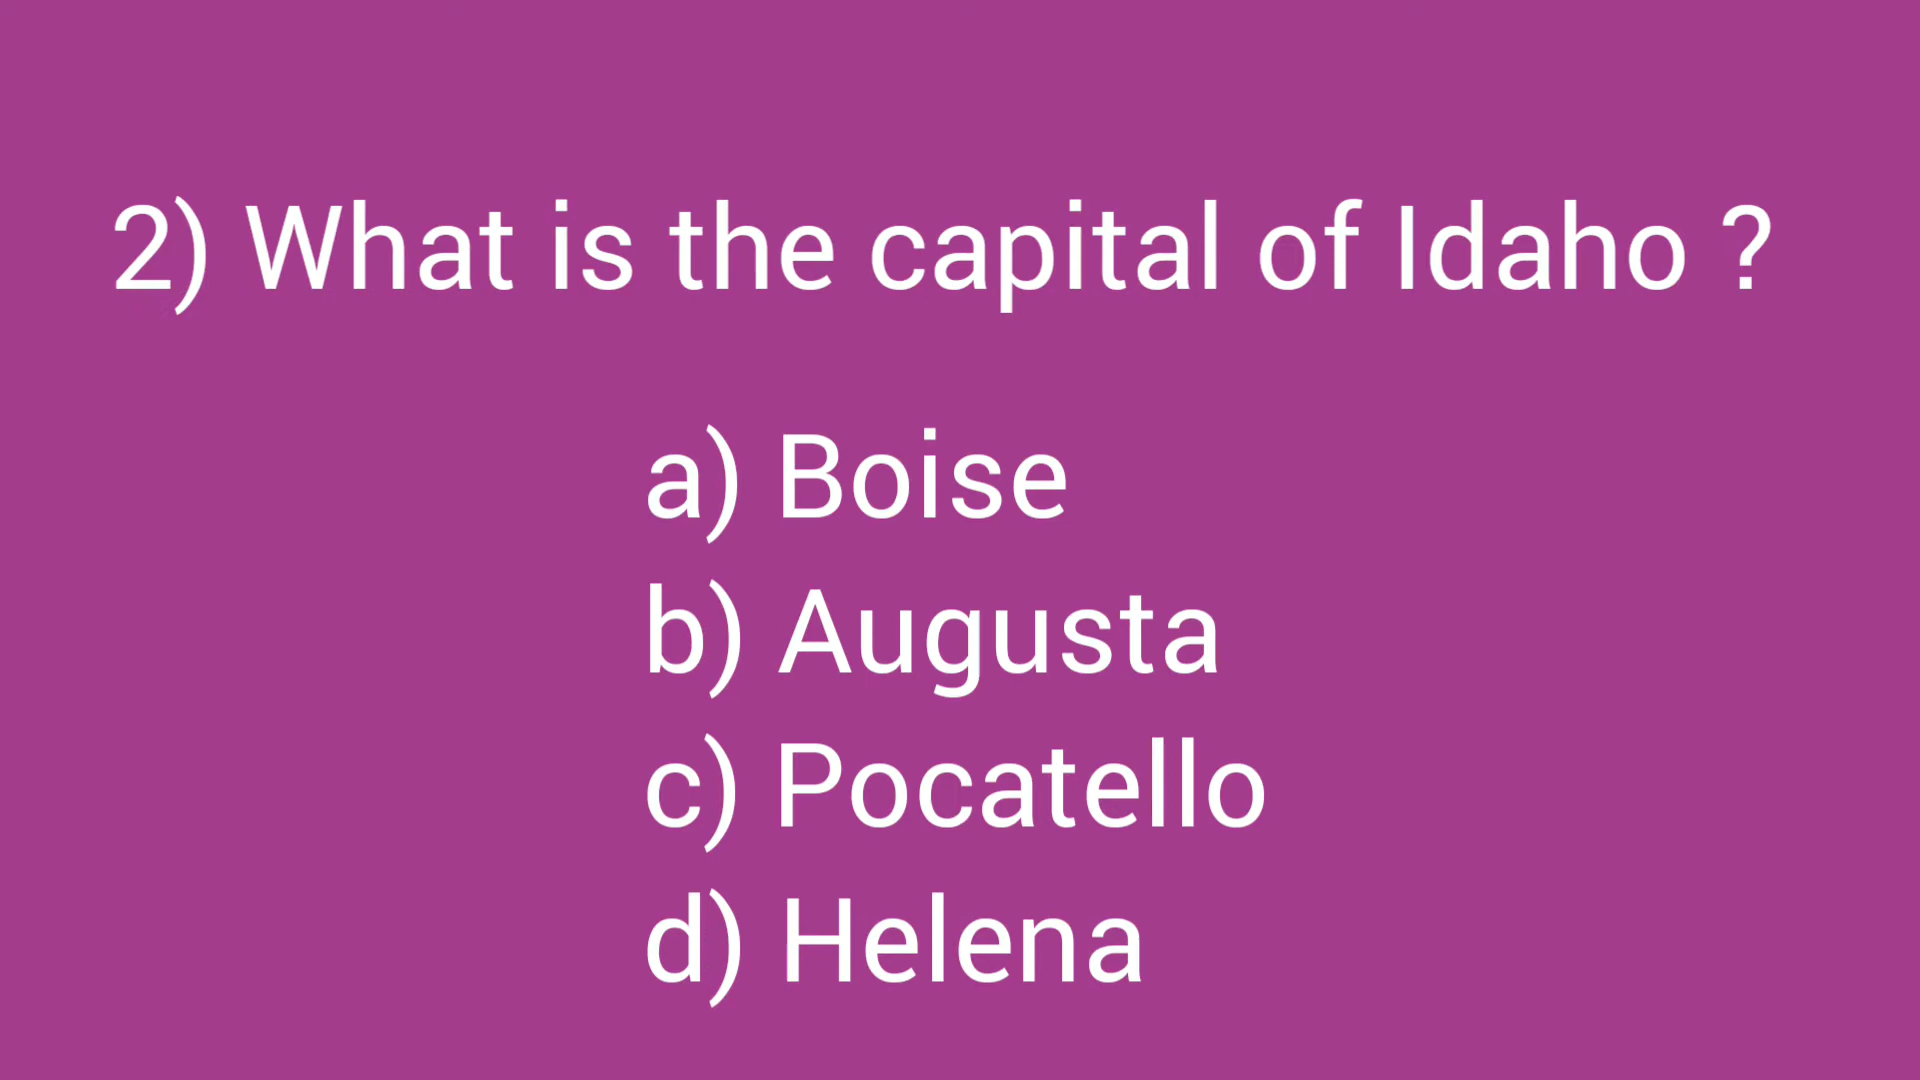 2) What is the capital of Idaho ?
a) Boise
b) Augusta
c) Pocatello
d) Helena